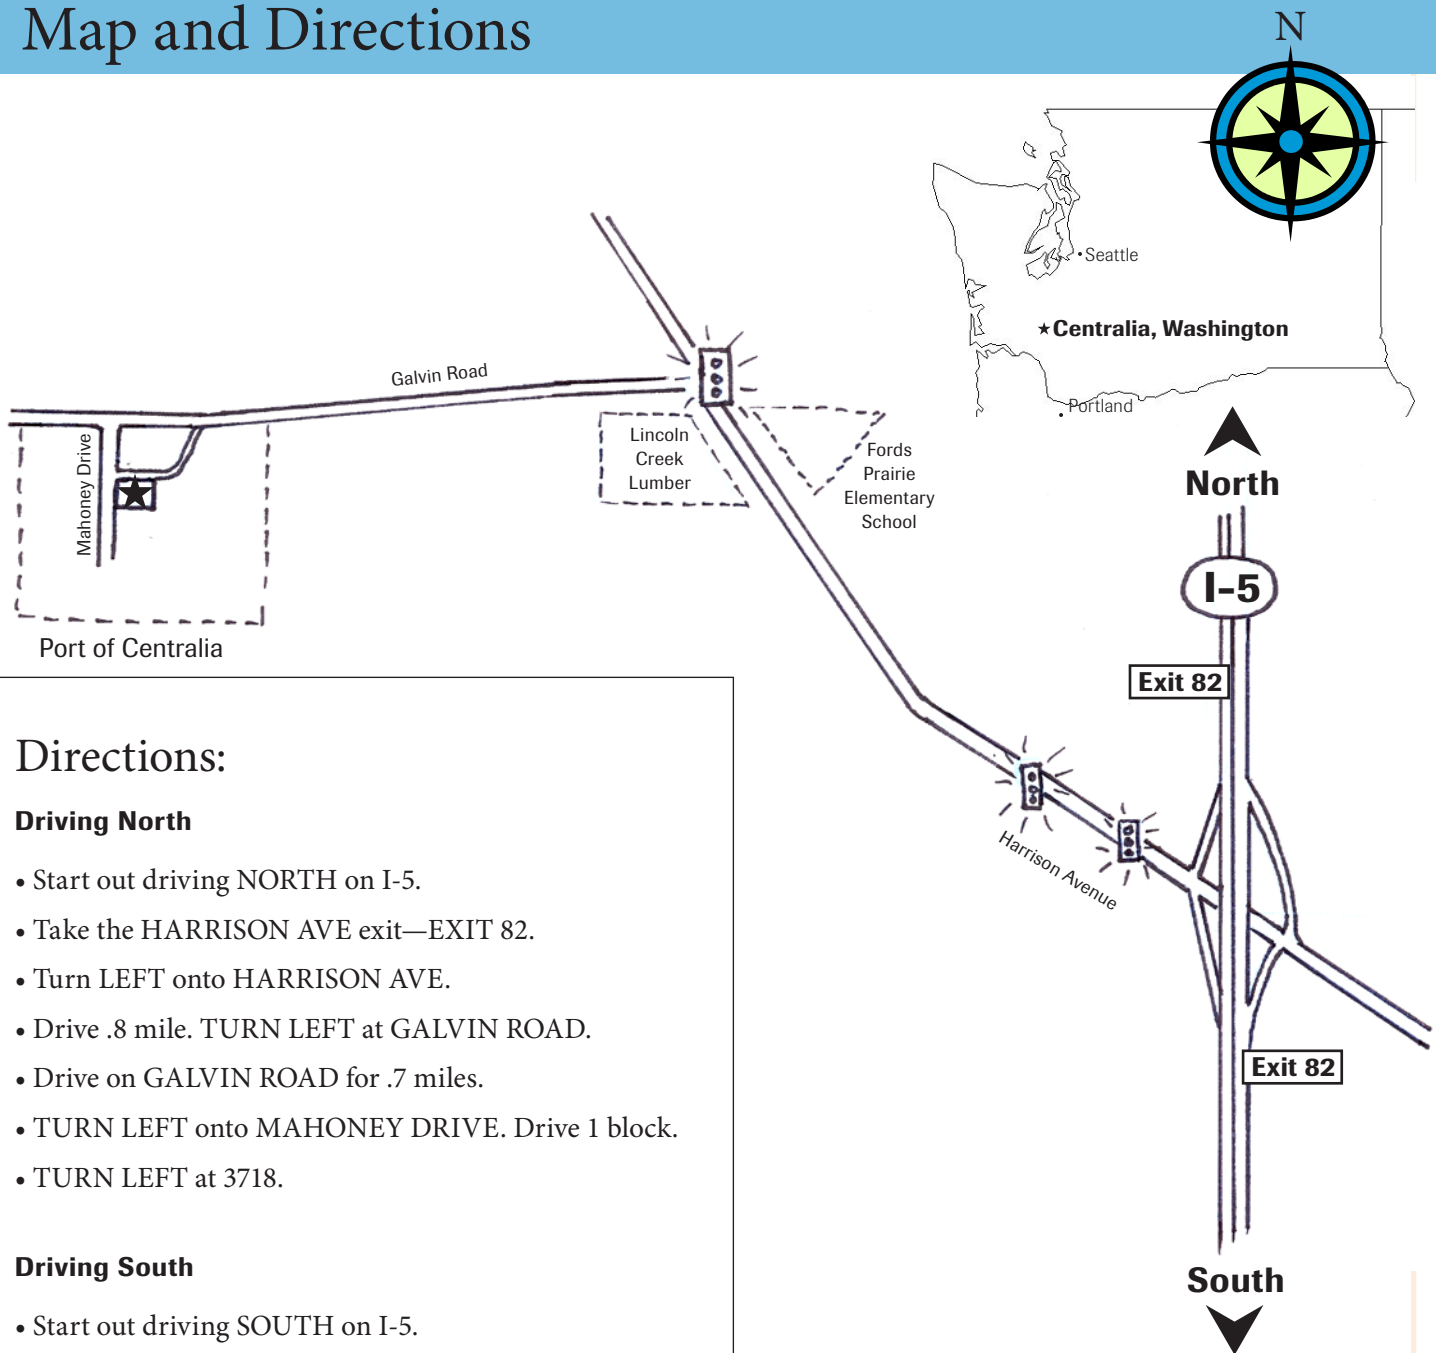 Map and Directions
N
Seattle
Centralia, Washington
Portland
Galvin Road
Lincoln
Creek
Lumber
Fords
Prairie
Elementary
School
Mahoney Drive
Port of Centralia
North
I-5
Exit 82
Harrison Avenue
Exit 82
South
Directions:
Driving North
• Start out driving NORTH on I-5.
• Take the HARRISON AVE exit—EXIT 82.
• Turn LEFT onto HARRISON AVE.
• Drive .8 mile. TURN LEFT at GALVIN ROAD.
• Drive on GALVIN ROAD for .7 miles.
• TURN LEFT onto MAHONEY DRIVE. Drive 1 block.
• TURN LEFT at 3718.
Driving South
• Start out driving SOUTH on I-5.